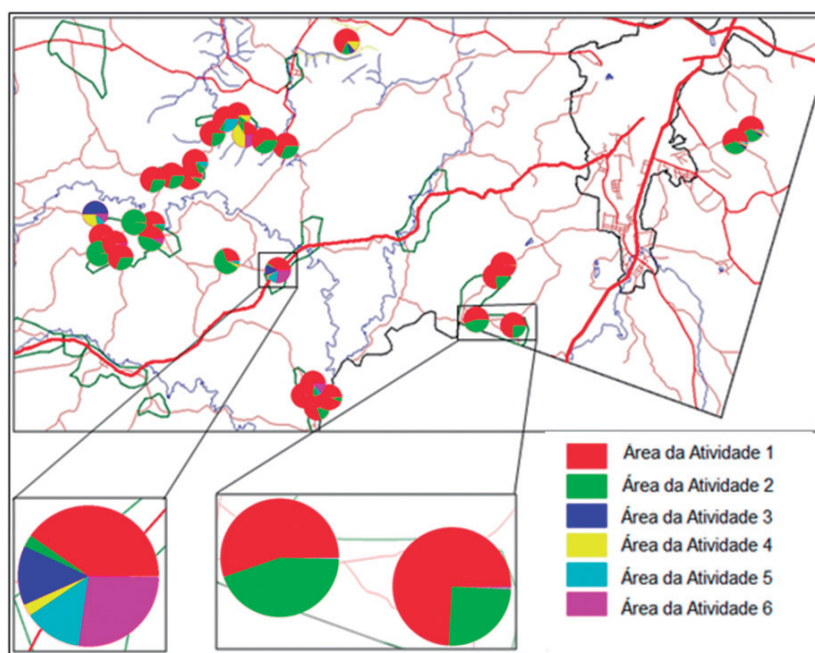 Área da Atividade 1
Área da Atividade 2
Área da Atividade 3
Área da Atividade 4
Área da Atividade 5
Área da Atividade 6